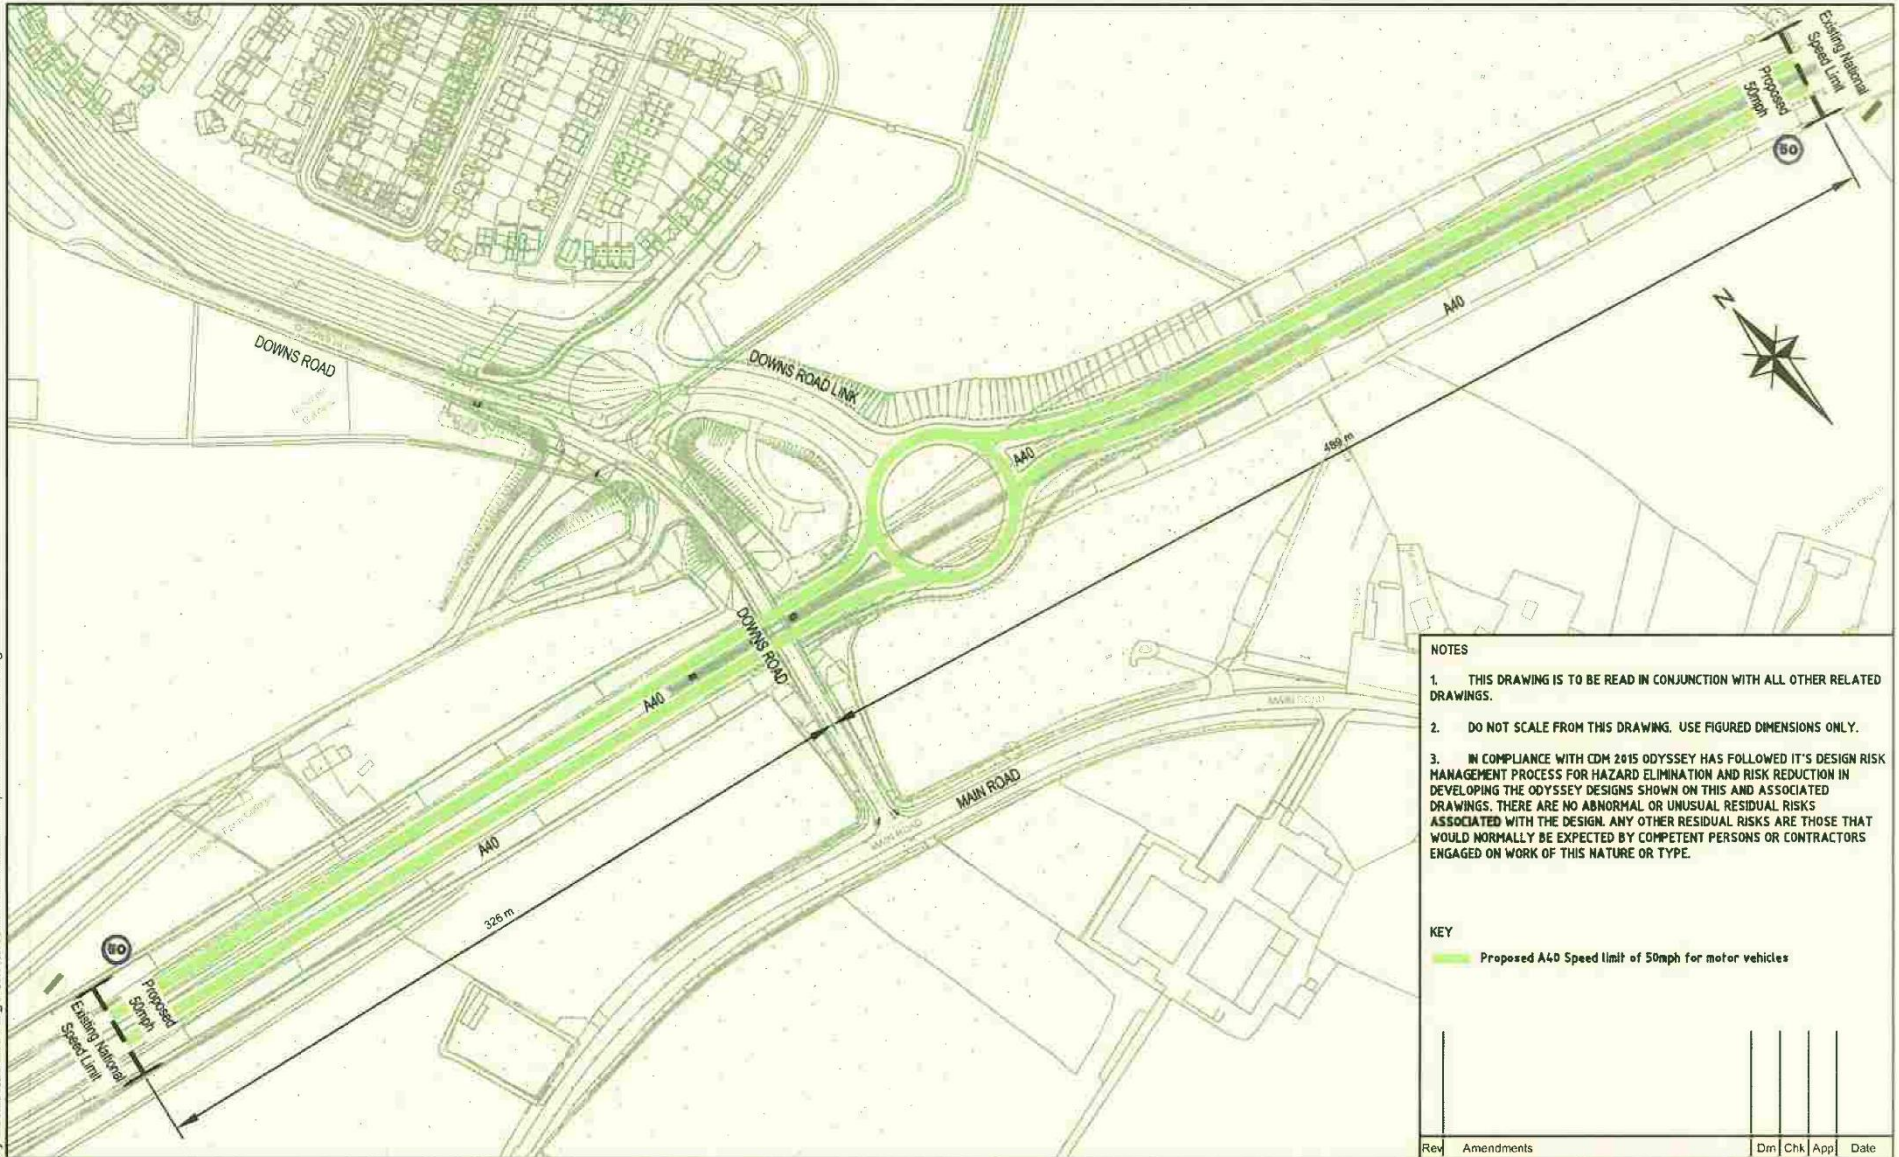 Existing National
Speed Limit
Proposed
50mph
50
A40
N
DOWNS ROAD
DOWNS ROAD LINK
A40
489 m
DOWNS ROAD
A40
MAIN ROAD
MAIN ROAD
MAIN ROAD
A40
326 m
50
Proposed
50mph
Existing National
Speed Limit
NOTES
1. THIS DRAWING IS TO BE READ IN CONJUNCTION WITH ALL OTHER RELATED
DRAWINGS.
2. DO NOT SCALE FROM THIS DRAWING. USE FIGURED DIMENSIONS ONLY.
3. IN COMPLIANCE WITH CDM 2015 ODYSSEY HAS FOLLOWED IT'S DESIGN RISK
MANAGEMENT PROCESS FOR HAZARD ELIMINATION AND RISK REDUCTION IN
DEVELOPING THE ODYSSEY DESIGNS SHOWN ON THIS AND ASSOCIATED
DRAWINGS. THERE ARE NO ABNORMAL OR UNUSUAL RESIDUAL RISKS
ASSOCIATED WITH THE DESIGN. ANY OTHER RESIDUAL RISKS ARE THOSE THAT
WOULD NORMALLY BE EXPECTED BY COMPETENT PERSONS OR CONTRACTORS
ENGAGED ON WORK OF THIS NATURE OR TYPE.
KEY
Proposed A40 Speed limit of 50mph for motor vehicles
Rev Amendments Drn Chk App Date